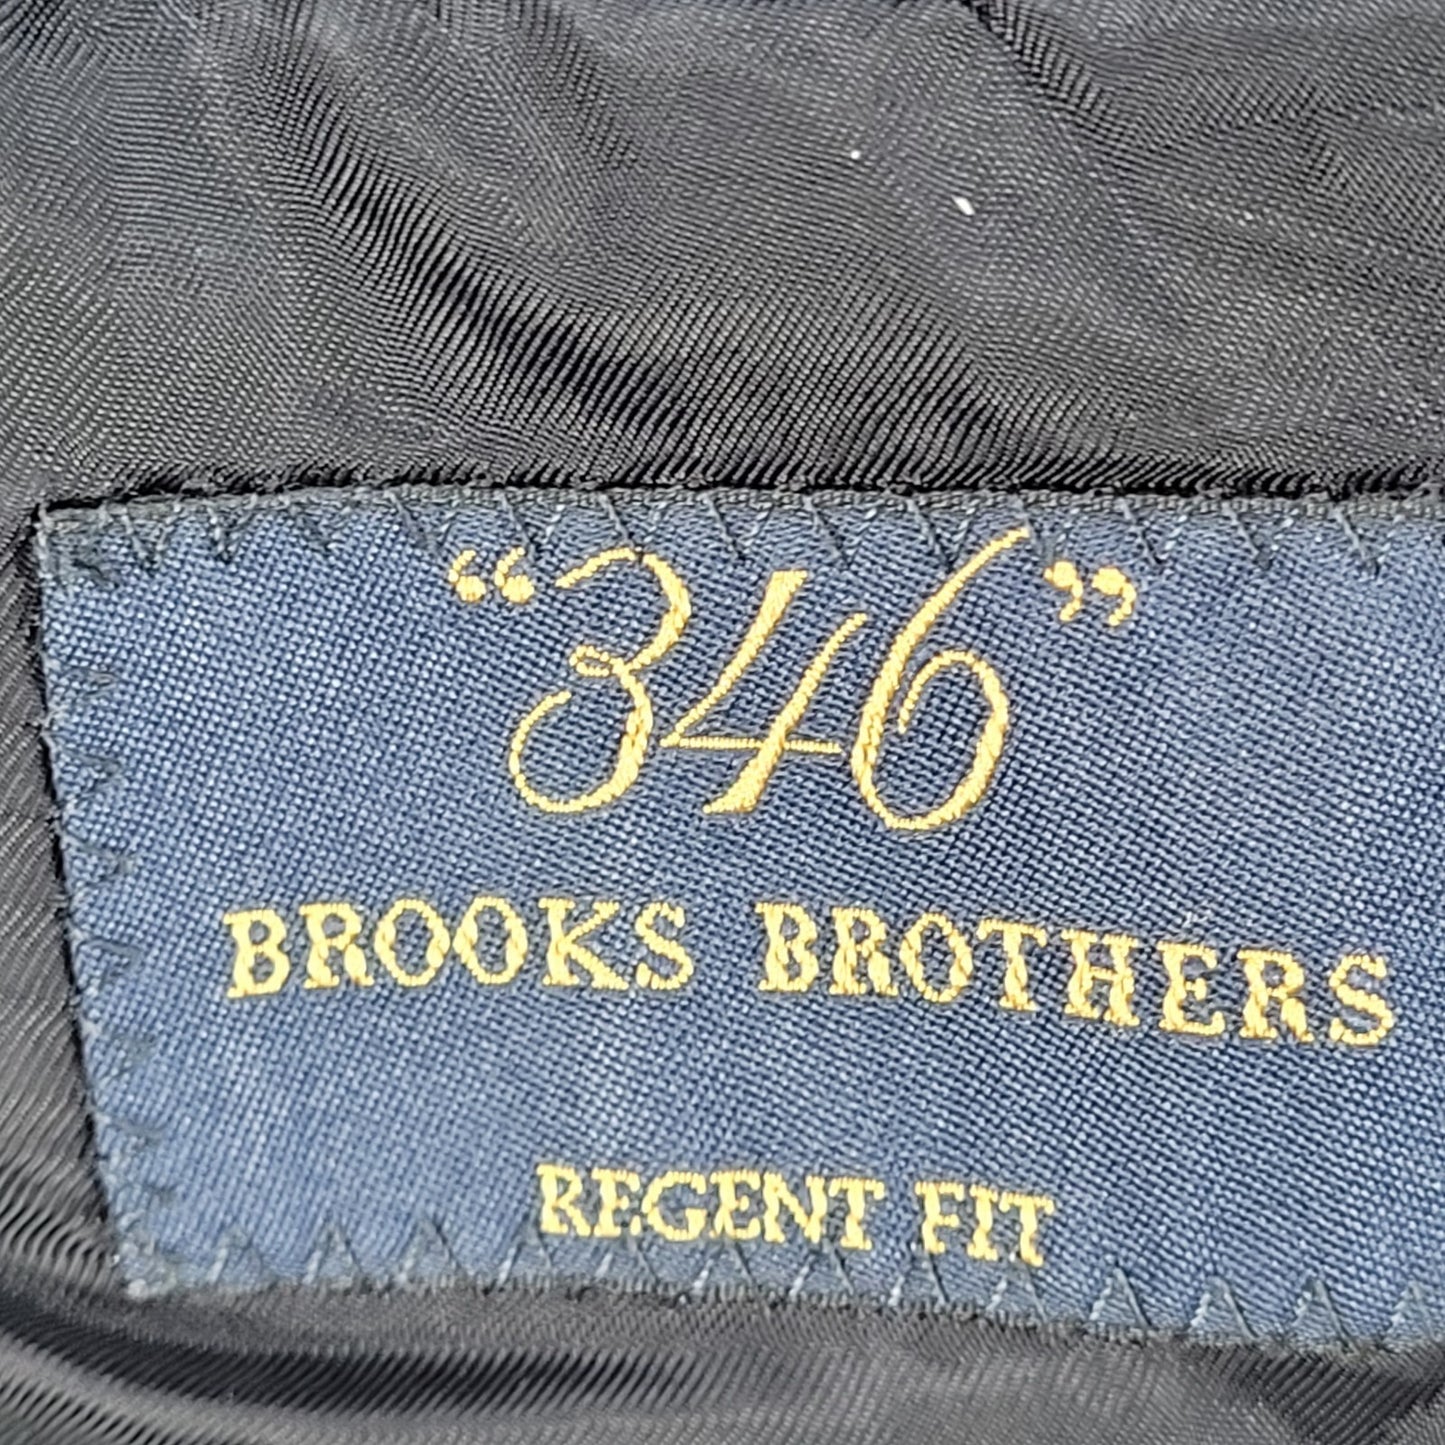 “346”
BROOKS BROTHERS
REGENT FIT